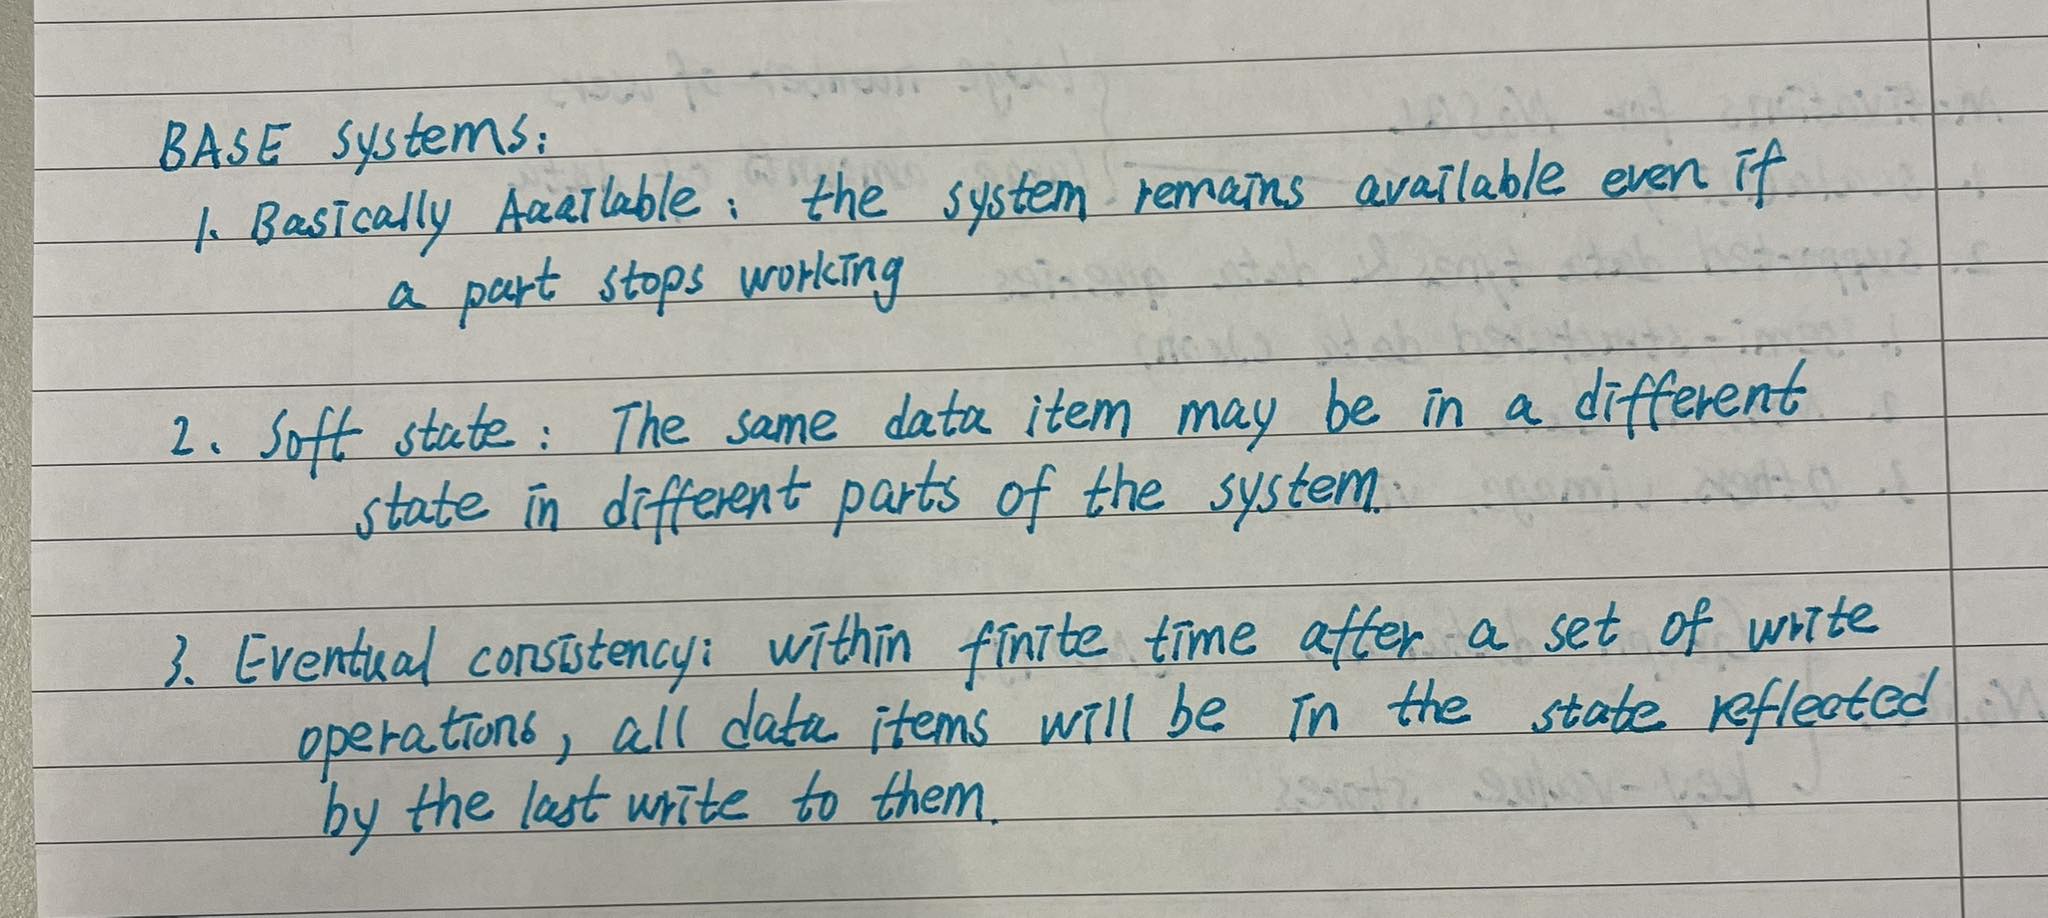 BASE systems:
1. Basically Aaailable: the system remains available even if
a part stops working
2. Soft state: The same data item may be in a different
state in different parts of the system.
3. Eventual consistency: within finite time after a set of write
operations, all data items will be in the state reflected
by the last write to them.